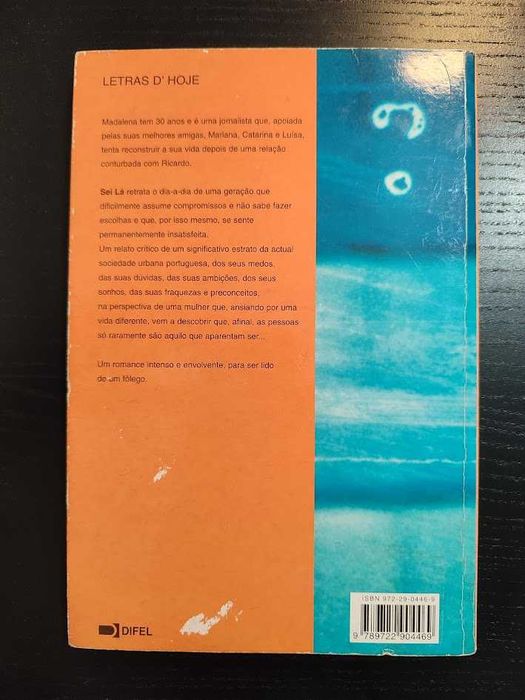 LETRAS D' HOJE
Madalena tem 30 anos e é uma jornalista que, apoiada
pelas suas melhores amigas, Mariana, Catarina e Luísa,
tenta reconstruir a sua vida depois de uma relação
conturbada com Ricardo.
Sei Lá retrata o dia-a-dia de uma geração que
dificilmente assume compromissos e não sabe fazer
escolhas e que, por isso mesmo, se sente
permanentemente insatisfeita.
Um relato crítico de um significativo estrato da actual
sociedade urbana portuguesa, dos seus medos,
das suas dúvidas, das suas ambições, dos seus
sonhos, das suas fraquezas e preconceitos,
na perspectiva de uma mulher que, ansiando por uma
vida diferente, vem a descobrir que, afinal, as pessoas
só raramente são aquilo que aparentam ser...
Um romance intenso e envolvente, para ser lido
de um fôlego.
DIFEL
ISBN 972-29-0446-9
9 789722 904469